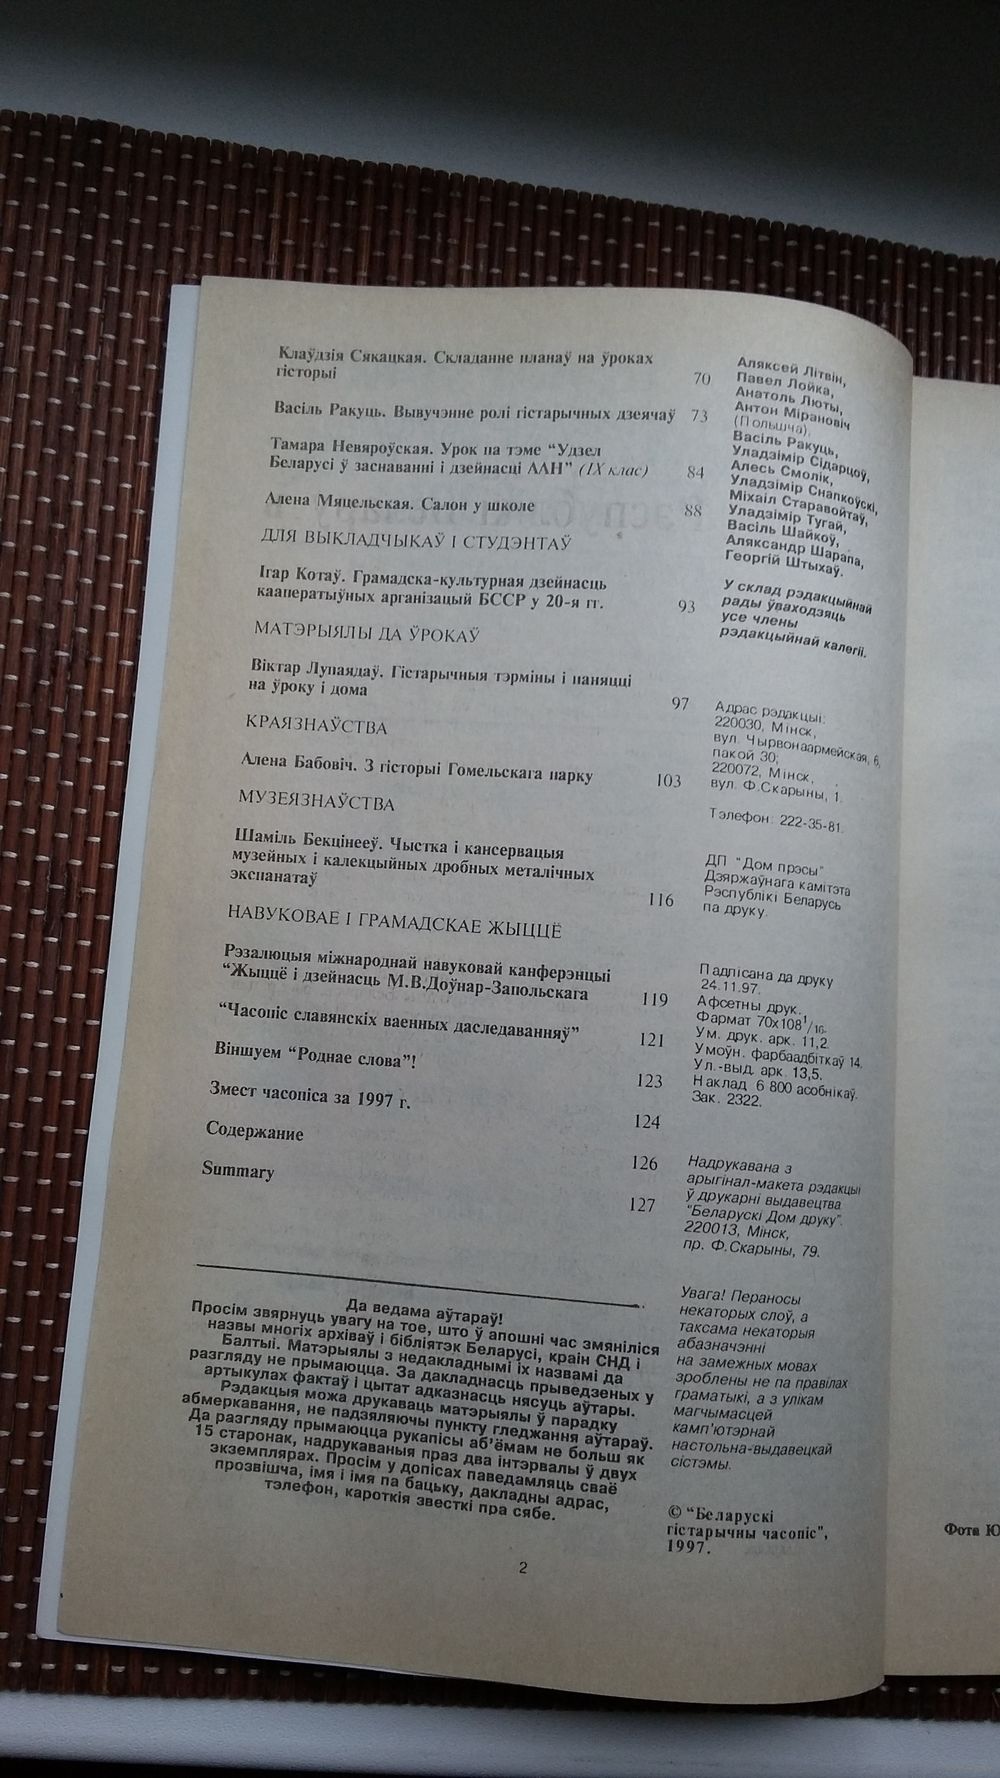 Клаўдзія Сякацкая. Складанне планаў на ўроках
гісторыі 70
Васіль Ракуць. Вывучэнне ролі гістарычных дзеячаў 73
Тамара Невяроўская. Урок па тэме “Удзел
Беларусі ў заснаванні і дзейнасці ААН” (IX клас) 84
Алена Мяцельская. Салон у школе 88
ДЛЯ ВЫКЛАДЧЫКАЎ І СТУДЭНТАЎ
Ігар Котаў. Грамадска-культурная дзейнасць
кааператыўных арганізацый БССР у 20-я гг. 93
МАТЭРЫЯЛЫ ДА ЎРОКАЎ
Віктар Лупаядаў. Гістарычныя тэрміны і паняцці
на ўроку і дома 97
КРАЯЗНАЎСТВА
Алена Бабовіч. З гісторыі Гомельскага парку 103
МУЗЕЯЗНАЎСТВА
Шаміль Бекцінееў. Чыстка і кансервацыя
музейных і калекцыйных дробных металічных
экспанатаў 116
НАВУКОВАЕ І ГРАМАДСКАЕ ЖЫЦЦЁ
Рэзалюцыя міжнароднай навуковай канферэнцыі
“Жыццё і дзейнасць М.В.Доўнар-Запольскага 119
“Часопіс славянскіх ваенных даследаванняў” 121
Віншуем “Роднае слова”! 123
Змест часопіса за 1997 г. 124
Содержание 126
Summary 127
Да ведама аўтараў!
Просім звярнуць увагу на тое, што ў апошні час змяніліся
назвы многіх архіваў і бібліятэк Беларусі, краін СНД і
Балтыі. Матэрыялы з недакладнымі іх назвамі да
разгляду не прымаюцца. За дакладнасць прыведзеных у
артыкулах фактаў і цытат адказнасць нясуць аўтары.
Рэдакцыя можа друкаваць матэрыялы ў парадку
абмеркавання, не падзяляючы пункту гледжання аўтараў.
Да разгляду прымаюцца рукапісы аб’ёмам не больш як
15 старонак, надрукаваныя праз два інтэрвалы ў двух
экземплярах. Просім у допісах паведамляць сваё
прозвішча, імя і імя па бацьку, дакладны адрас,
тэлефон, кароткія звесткі пра сябе.
Аляксей Літвін,
Павел Лойка,
Анатоль Люты,
Антон Мірановіч
(Польшча),
Васіль Ракуць,
Уладзімір Сідарцоў,
Алесь Смолік,
Уладзімір Снапкоўскі,
Міхаіл Старавойтаў,
Уладзімір Тугай,
Васіль Шайкоў,
Аляксандр Шарапа,
Георгій Штыхаў.
У склад рэдакцыйнай
рады ўваходзяць
усе члены
рэдакцыйнай калегіі.
Адрас рэдакцыі:
220030, Мінск,
вул. Чырвонаармейская, 6,
пакой 30;
220072, Мінск,
вул. Ф.Скарыны, 1.
Тэлефон: 222-35-81.
ДП "Дом прэсы"
Дзяржаўнага камітэта
Рэспублікі Беларусь
па друку.
Падпісана да друку
24.11.97.
Афсетны друк.
Фармат 70х108 1/16.
Ум. друк. арк. 11,2.
Умоўн. фарбаадбіткаў 14.
Ул.-выд. арк. 13,5.
Наклад 6 800 асобнікаў.
Зак. 2322.
Надрукавана з
арыгінал-макета рэдакцыі
ў друкарні выдавецтва
"Беларускі Дом друку".
220013, Мінск,
пр. Ф.Скарыны, 79.
Увага! Пераносы
некаторых слоў, а
таксама некаторыя
абазначэнні
на замежных мовах
зроблены не па правілах
граматыкі, а з улікам
магчымасцей
камп'ютэрнай
настольна-выдавецкай
сістэмы.
© “Беларускі
гістарычны часопіс”,
1997.
2
Фота Ю